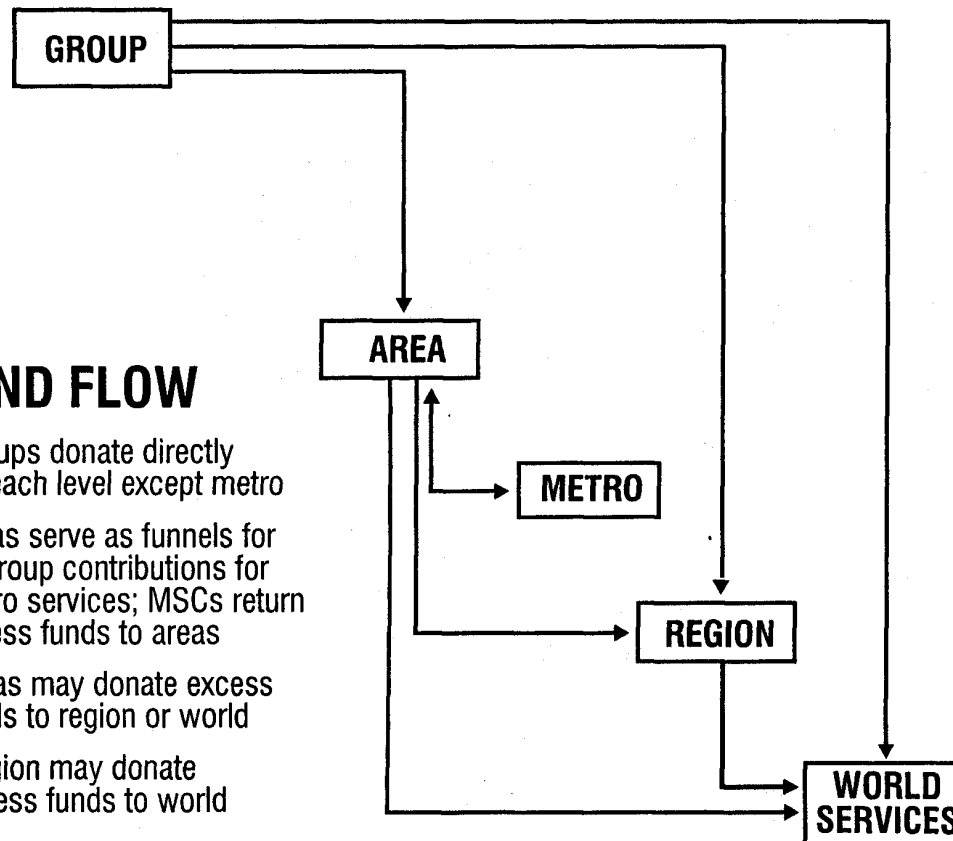 GROUP
AREA
ND FLOW
ups donate directly
each level except metro
METRO
as serve as funnels for
roup contributions for
ro services; MSCs return
ess funds to areas
REGION
as may donate excess
ds to region or world
gion may donate
ess funds to world
WORLD
SERVICES